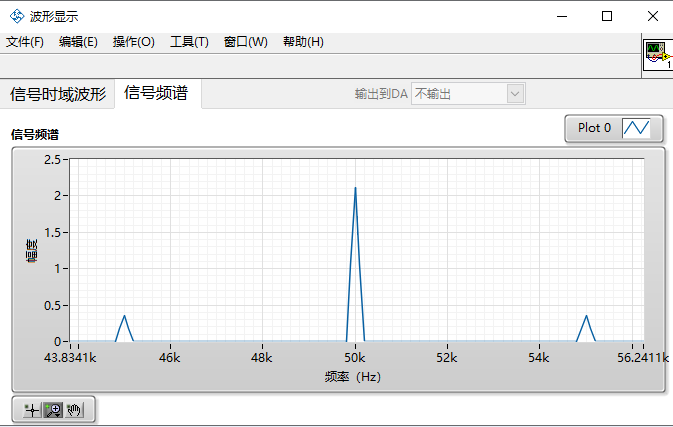 波形显示
文件(F) 编辑(E) 操作(O) 工具(T) 窗口(W) 帮助(H)
1
信号时域波形 信号频谱 输出到DA 不输出
信号频谱 Plot 0
2.5
2
1.5
1
0.5
0
幅度
43.8341k 46k 48k 50k 52k 54k 56.2411k
频率（Hz）